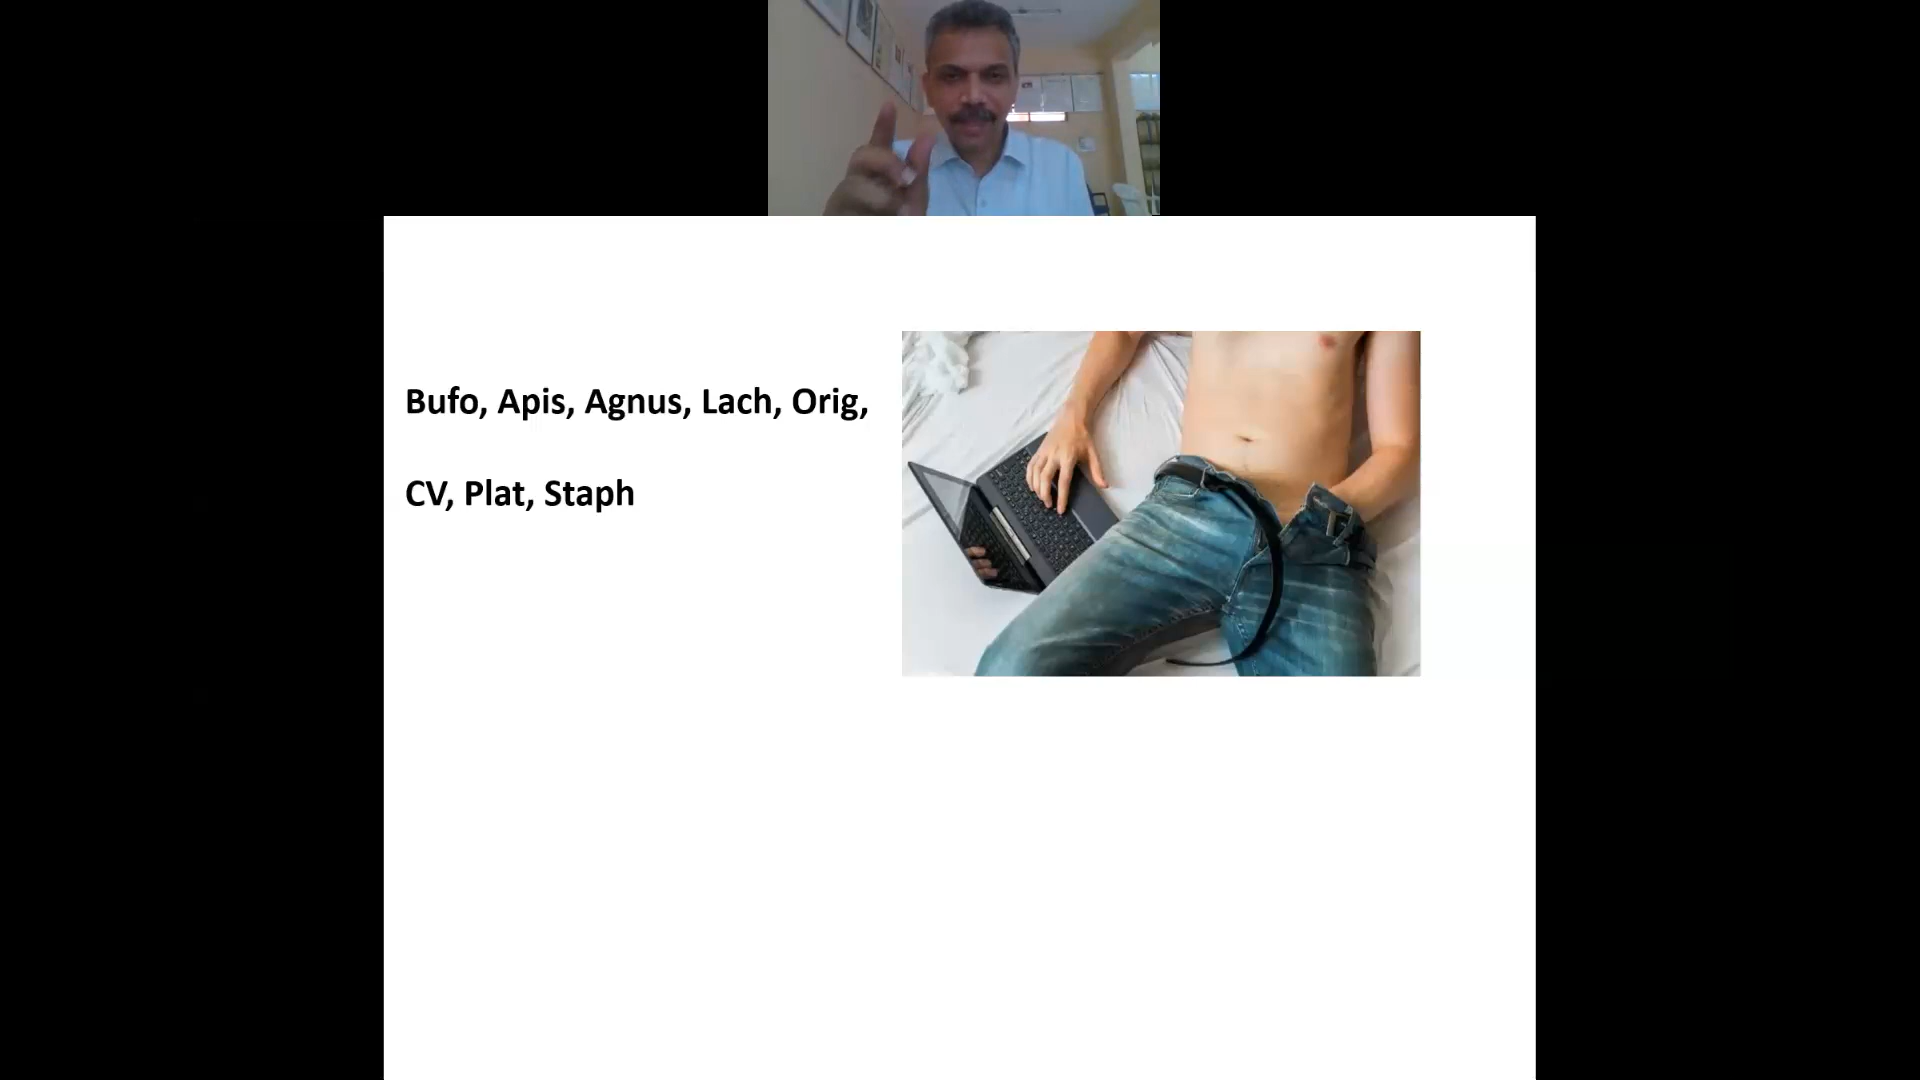 Bufo, Apis, Agnus, Lach, Orig,
CV, Plat, Staph